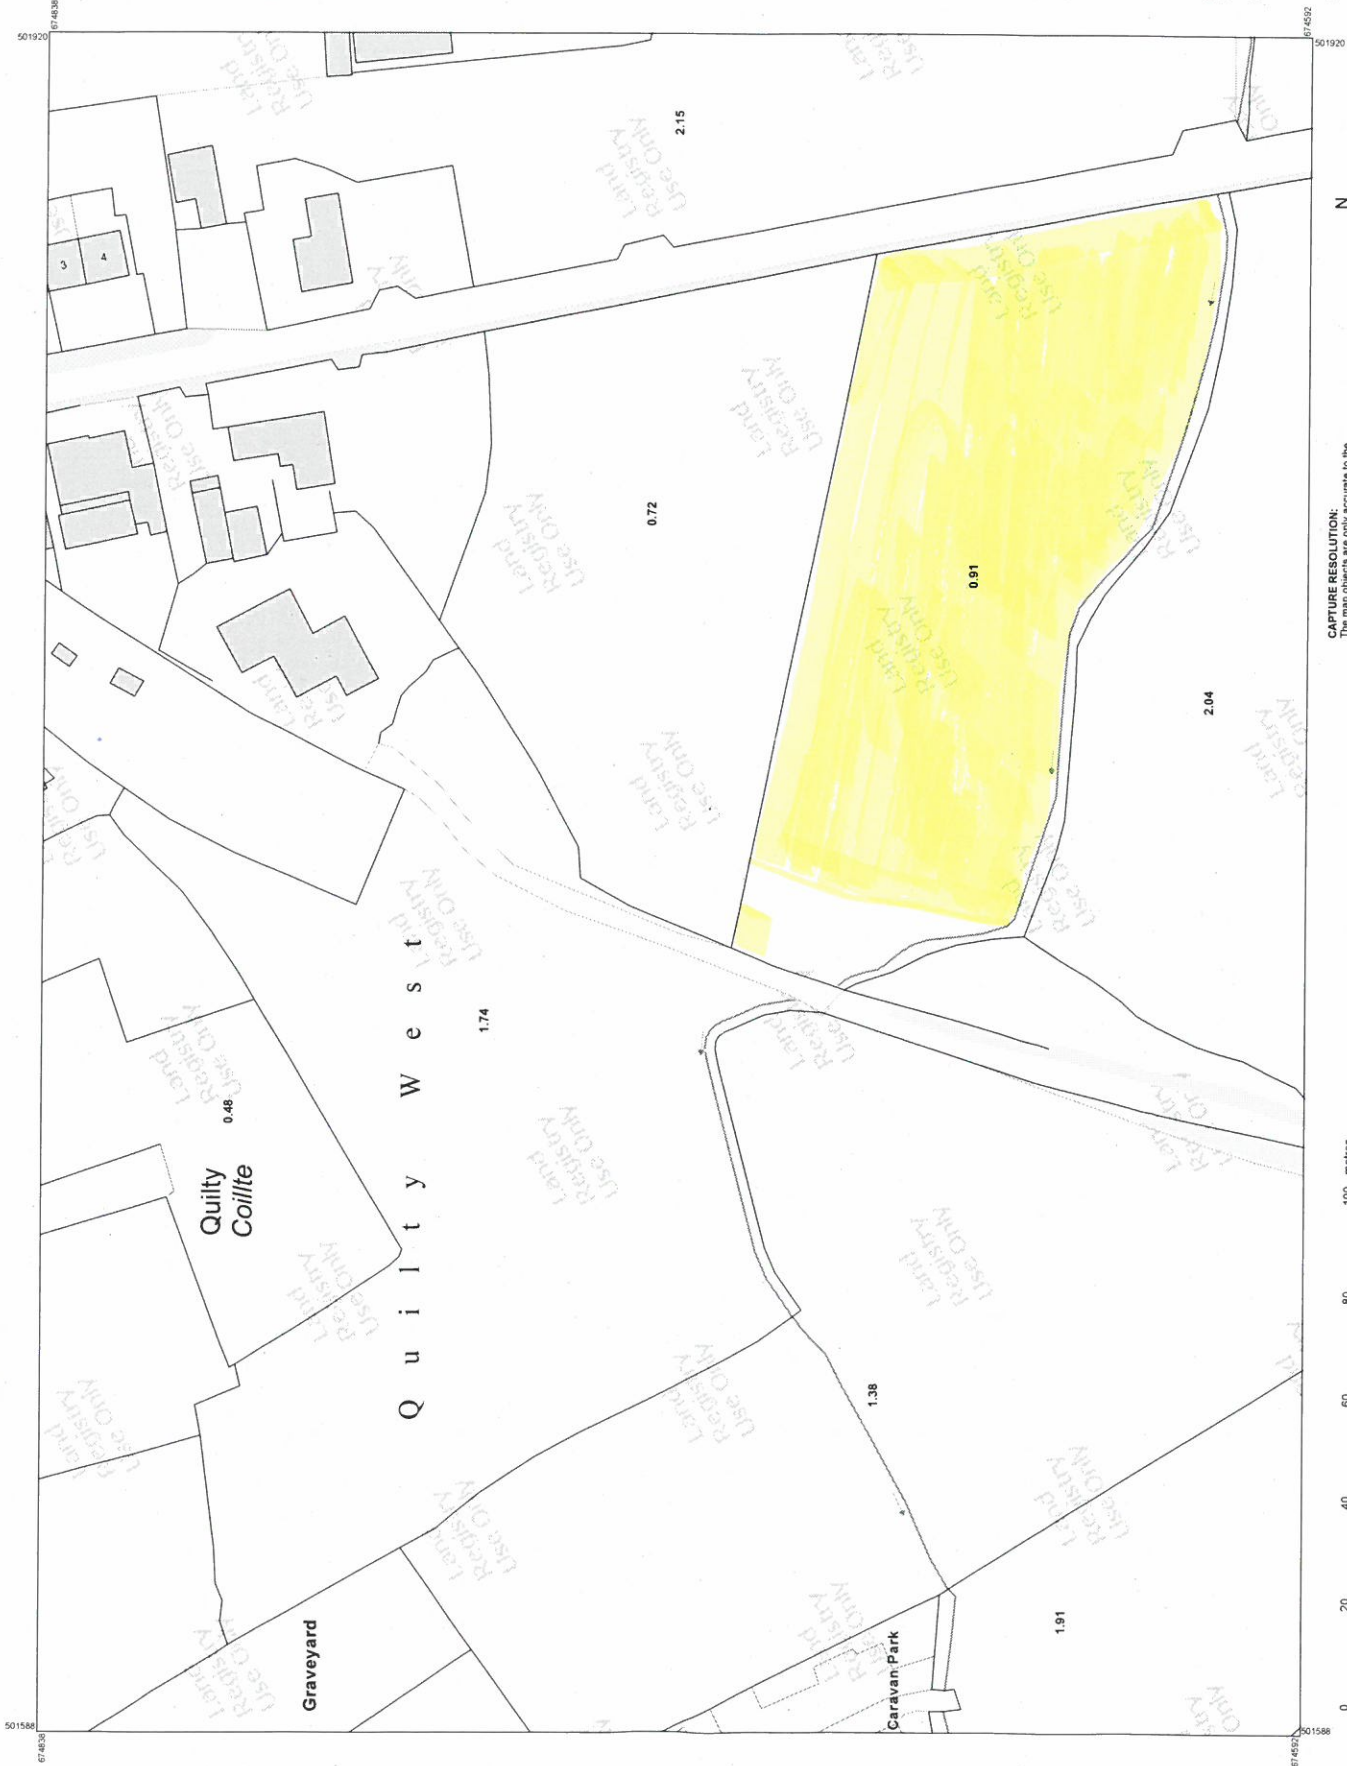 674838
501920
674592
501920
Land
Registry
Use Only
2.15
3
4
N
0.72
0.91
2.04
CAPTURE RESOLUTION:
The map objects are only accurate to the
Quilty West
1.74
0.48
Quilty
Coillte
1.38
1.91
Graveyard
Caravan Park
0 20 40 60 80 100 metres
501588
674838
501588
674592